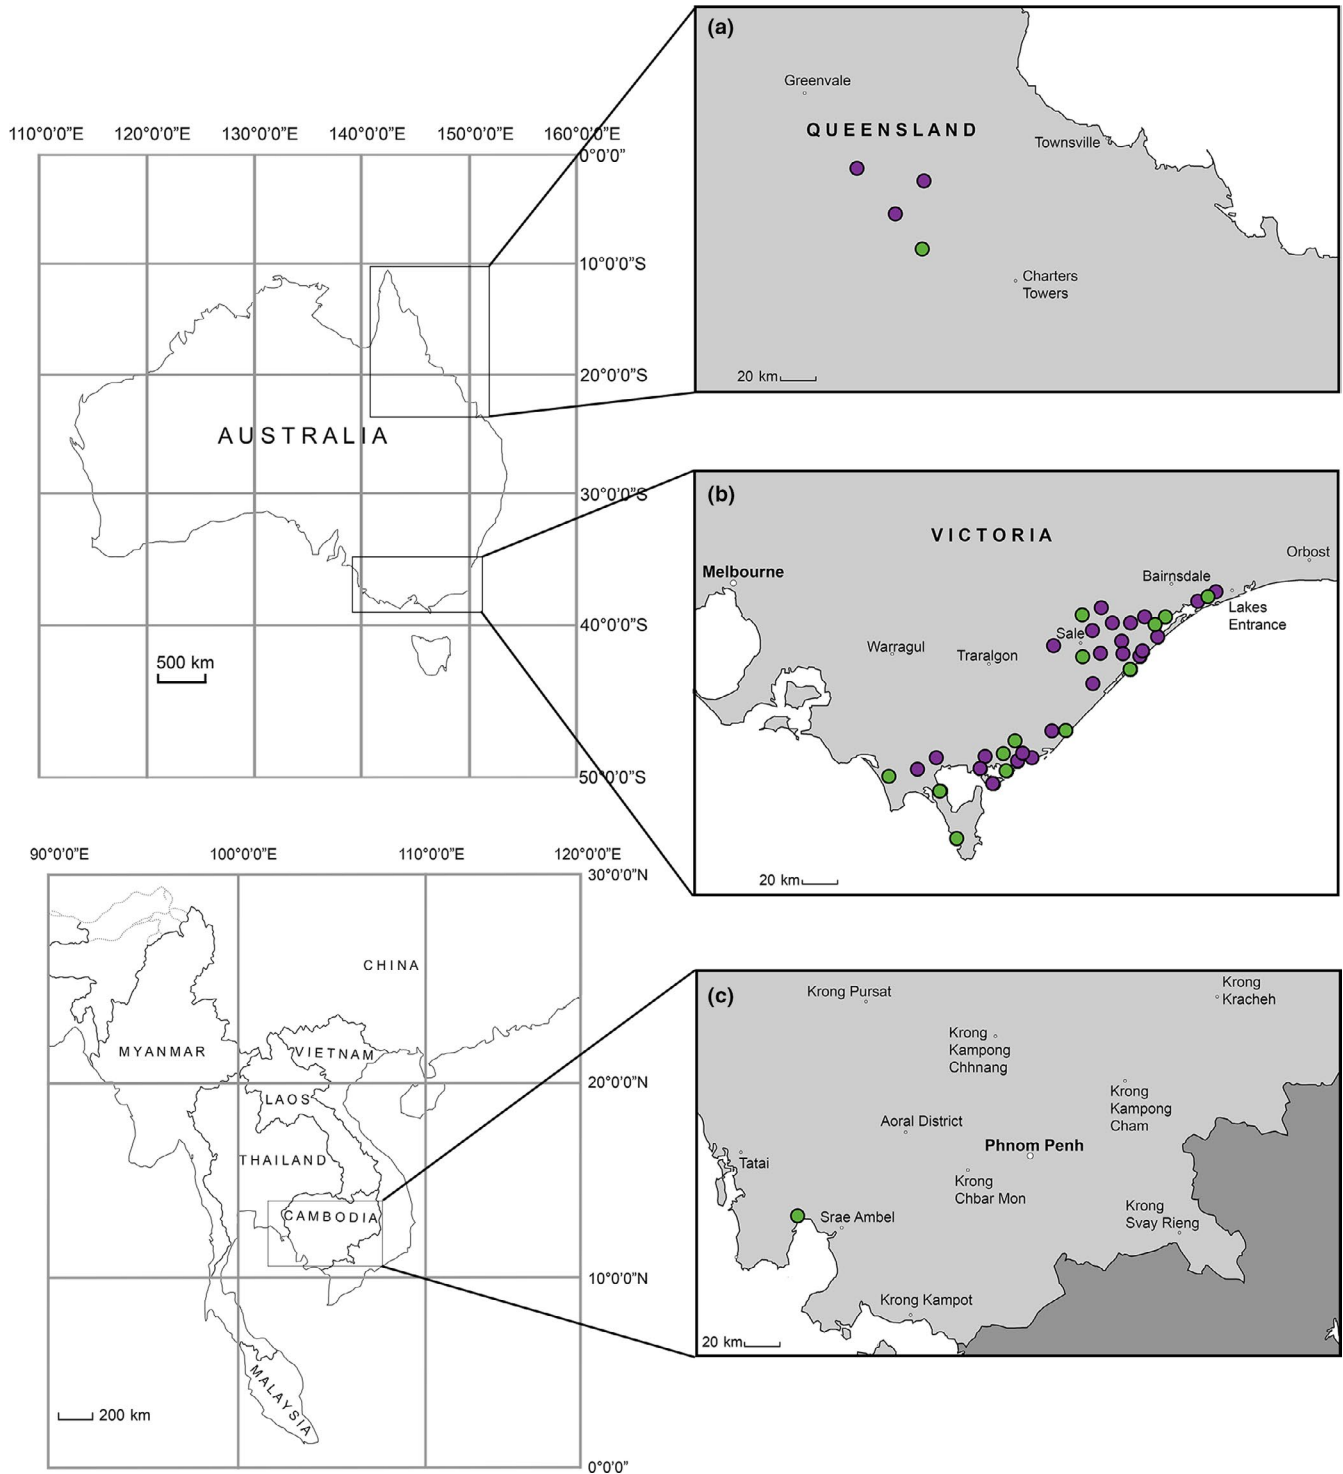 110°0'0"E 120°0'0"E 130°0'0"E 140°0'0"E 150°0'0"E 160°0'0"E
0°0'0"
10°0'0"S
20°0'0"S
AUSTRALIA
30°0'0"S
40°0'0"S
500 km
50°0'0"S
(a)
Greenvale
QUEENSLAND
Townsville
Charters
Towers
20 km
(b)
VICTORIA
Orbost
Melbourne
Bairnsdale
Lakes
Entrance
Sale
Warragul
Traralgon
20 km
90°0'0"E 100°0'0"E 110°0'0"E 120°0'0"E
30°0'0"N
CHINA
MYANMAR
VIETNAM
20°0'0"N
LAOS
THAILAND
CAMBODIA
10°0'0"N
MALAYSIA
200 km
0°0'0"
(c)
Krong Pursat
Krong
Kracheh
Krong
Kampong
Chhnang
Krong
Kampong
Cham
Aoral District
Phnom Penh
Tatai
Krong
Chbar Mon
Krong
Svay Rieng
Srae Ambel
Krong Kampot
20 km